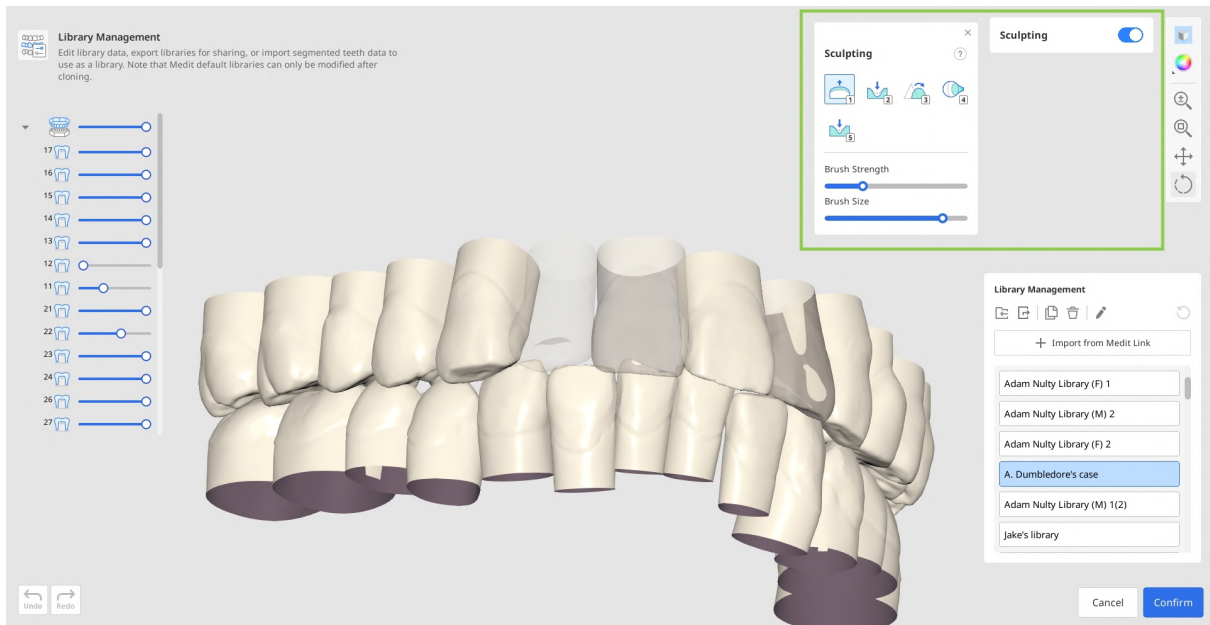 Library Management
Edit library data, export libraries for sharing, or import segmented teeth data to
use as a library. Note that Medit default libraries can only be modified after
cloning.
17
16
15
14
13
12
11
21
22
23
24
26
27
Undo
Redo
Sculpting
?
1
2
3
4
5
Brush Strength
Brush Size
Sculpting
Library Management
Import from Medit Link
Adam Nulty Library (F) 1
Adam Nulty Library (M) 2
Adam Nulty Library (F) 2
A. Dumbledore's case
Adam Nulty Library (M) 1(2)
Jake's library
Cancel
Confirm